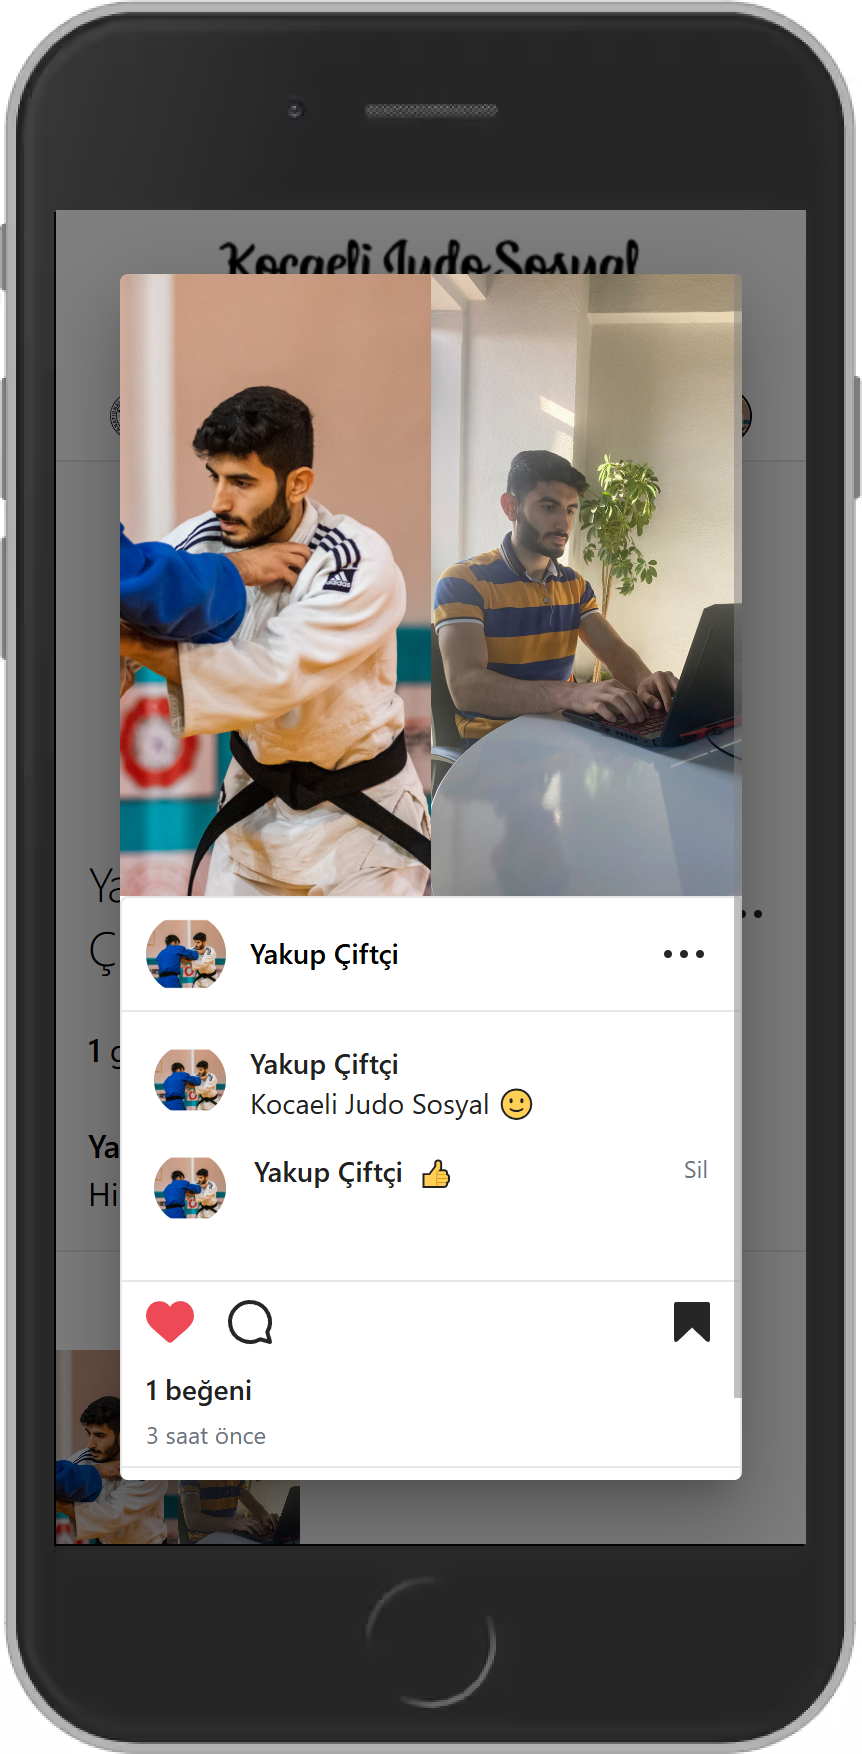 Kocaeli Judo Sosyal
adidas
Ya
Ç
Yakup Çiftçi
1 g
Yakup Çiftçi
Kocaeli Judo Sosyal 🙂
Ya
Yakup Çiftçi 👍
Sil
Hi
1 beğeni
3 saat önce